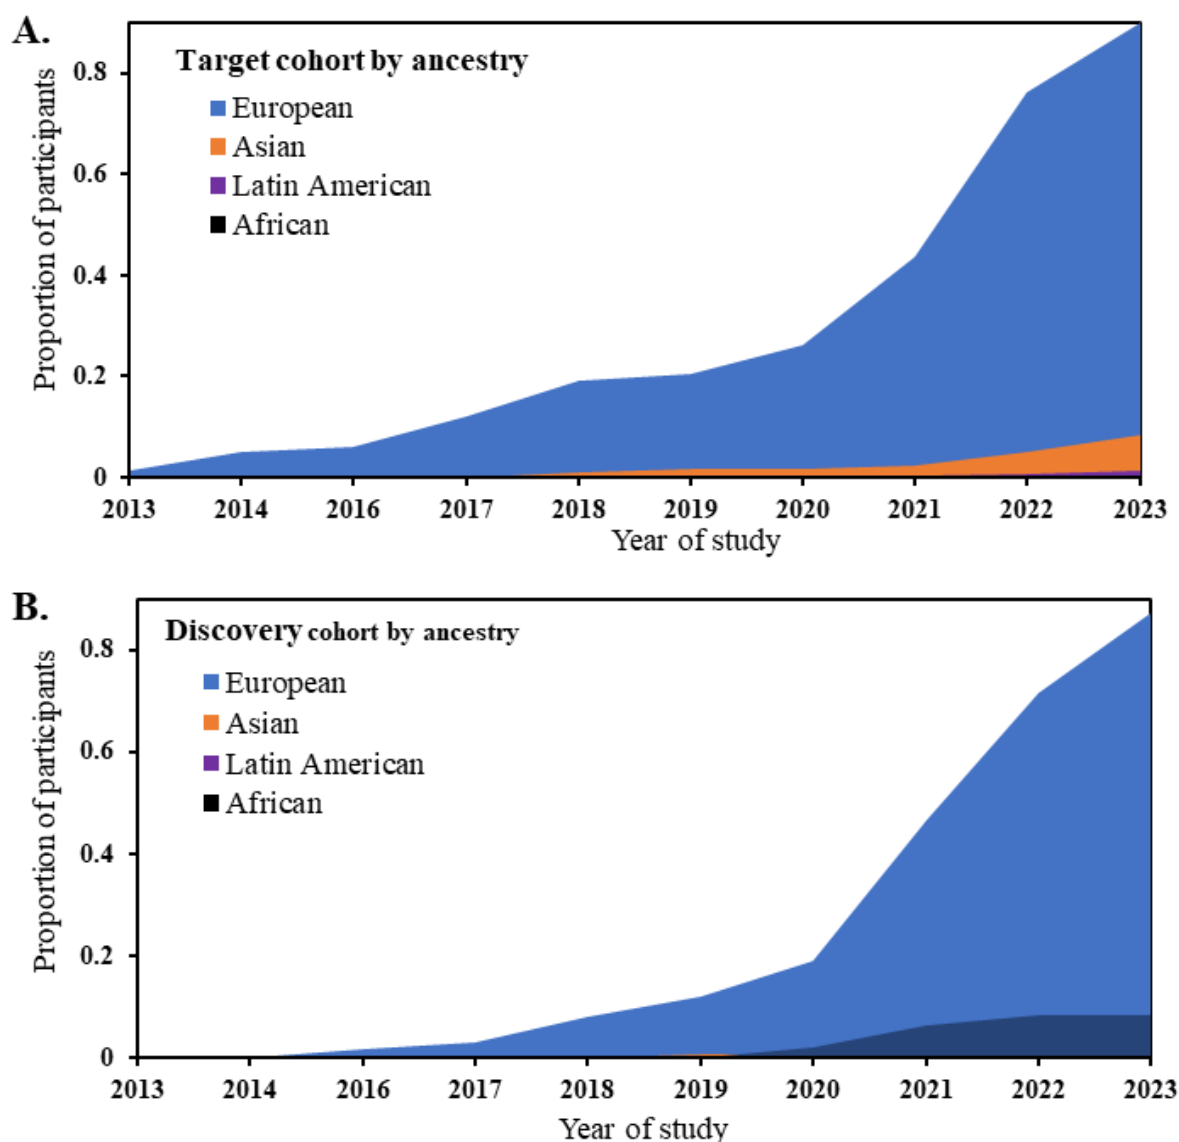 A.
Target cohort by ancestry
European
Asian
Latin American
African
Proportion of participants
0.8
0.6
0.4
0.2
0
2013 2014 2016 2017 2018 2019 2020 2021 2022 2023
Year of study
B.
Discovery cohort by ancestry
European
Asian
Latin American
African
Proportion of participants
0.8
0.6
0.4
0.2
0
2013 2014 2016 2017 2018 2019 2020 2021 2022 2023
Year of study